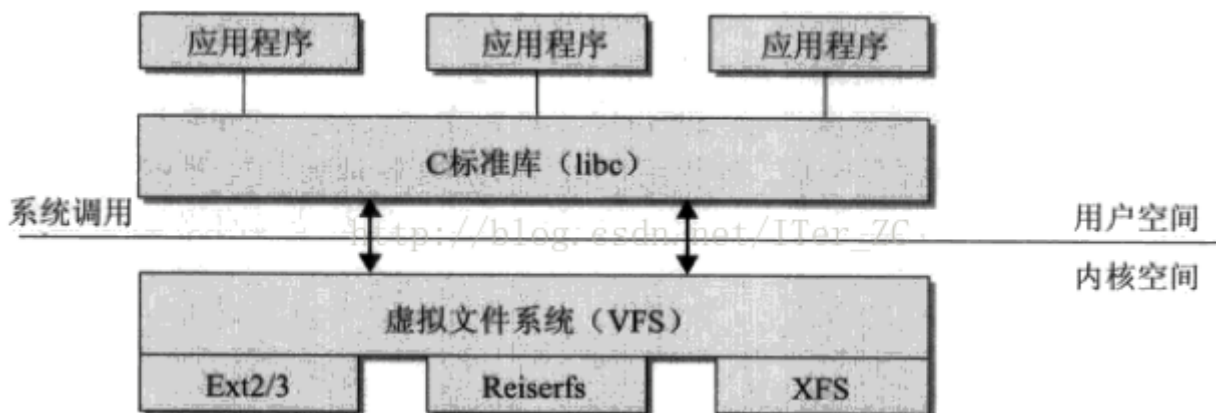 应用程序
应用程序
应用程序
C标准库（libc）
系统调用
用户空间
http://blog.csdn.net/ITer_ZC
内核空间
虚拟文件系统（VFS）
Ext2/3
Reiserfs
XFS